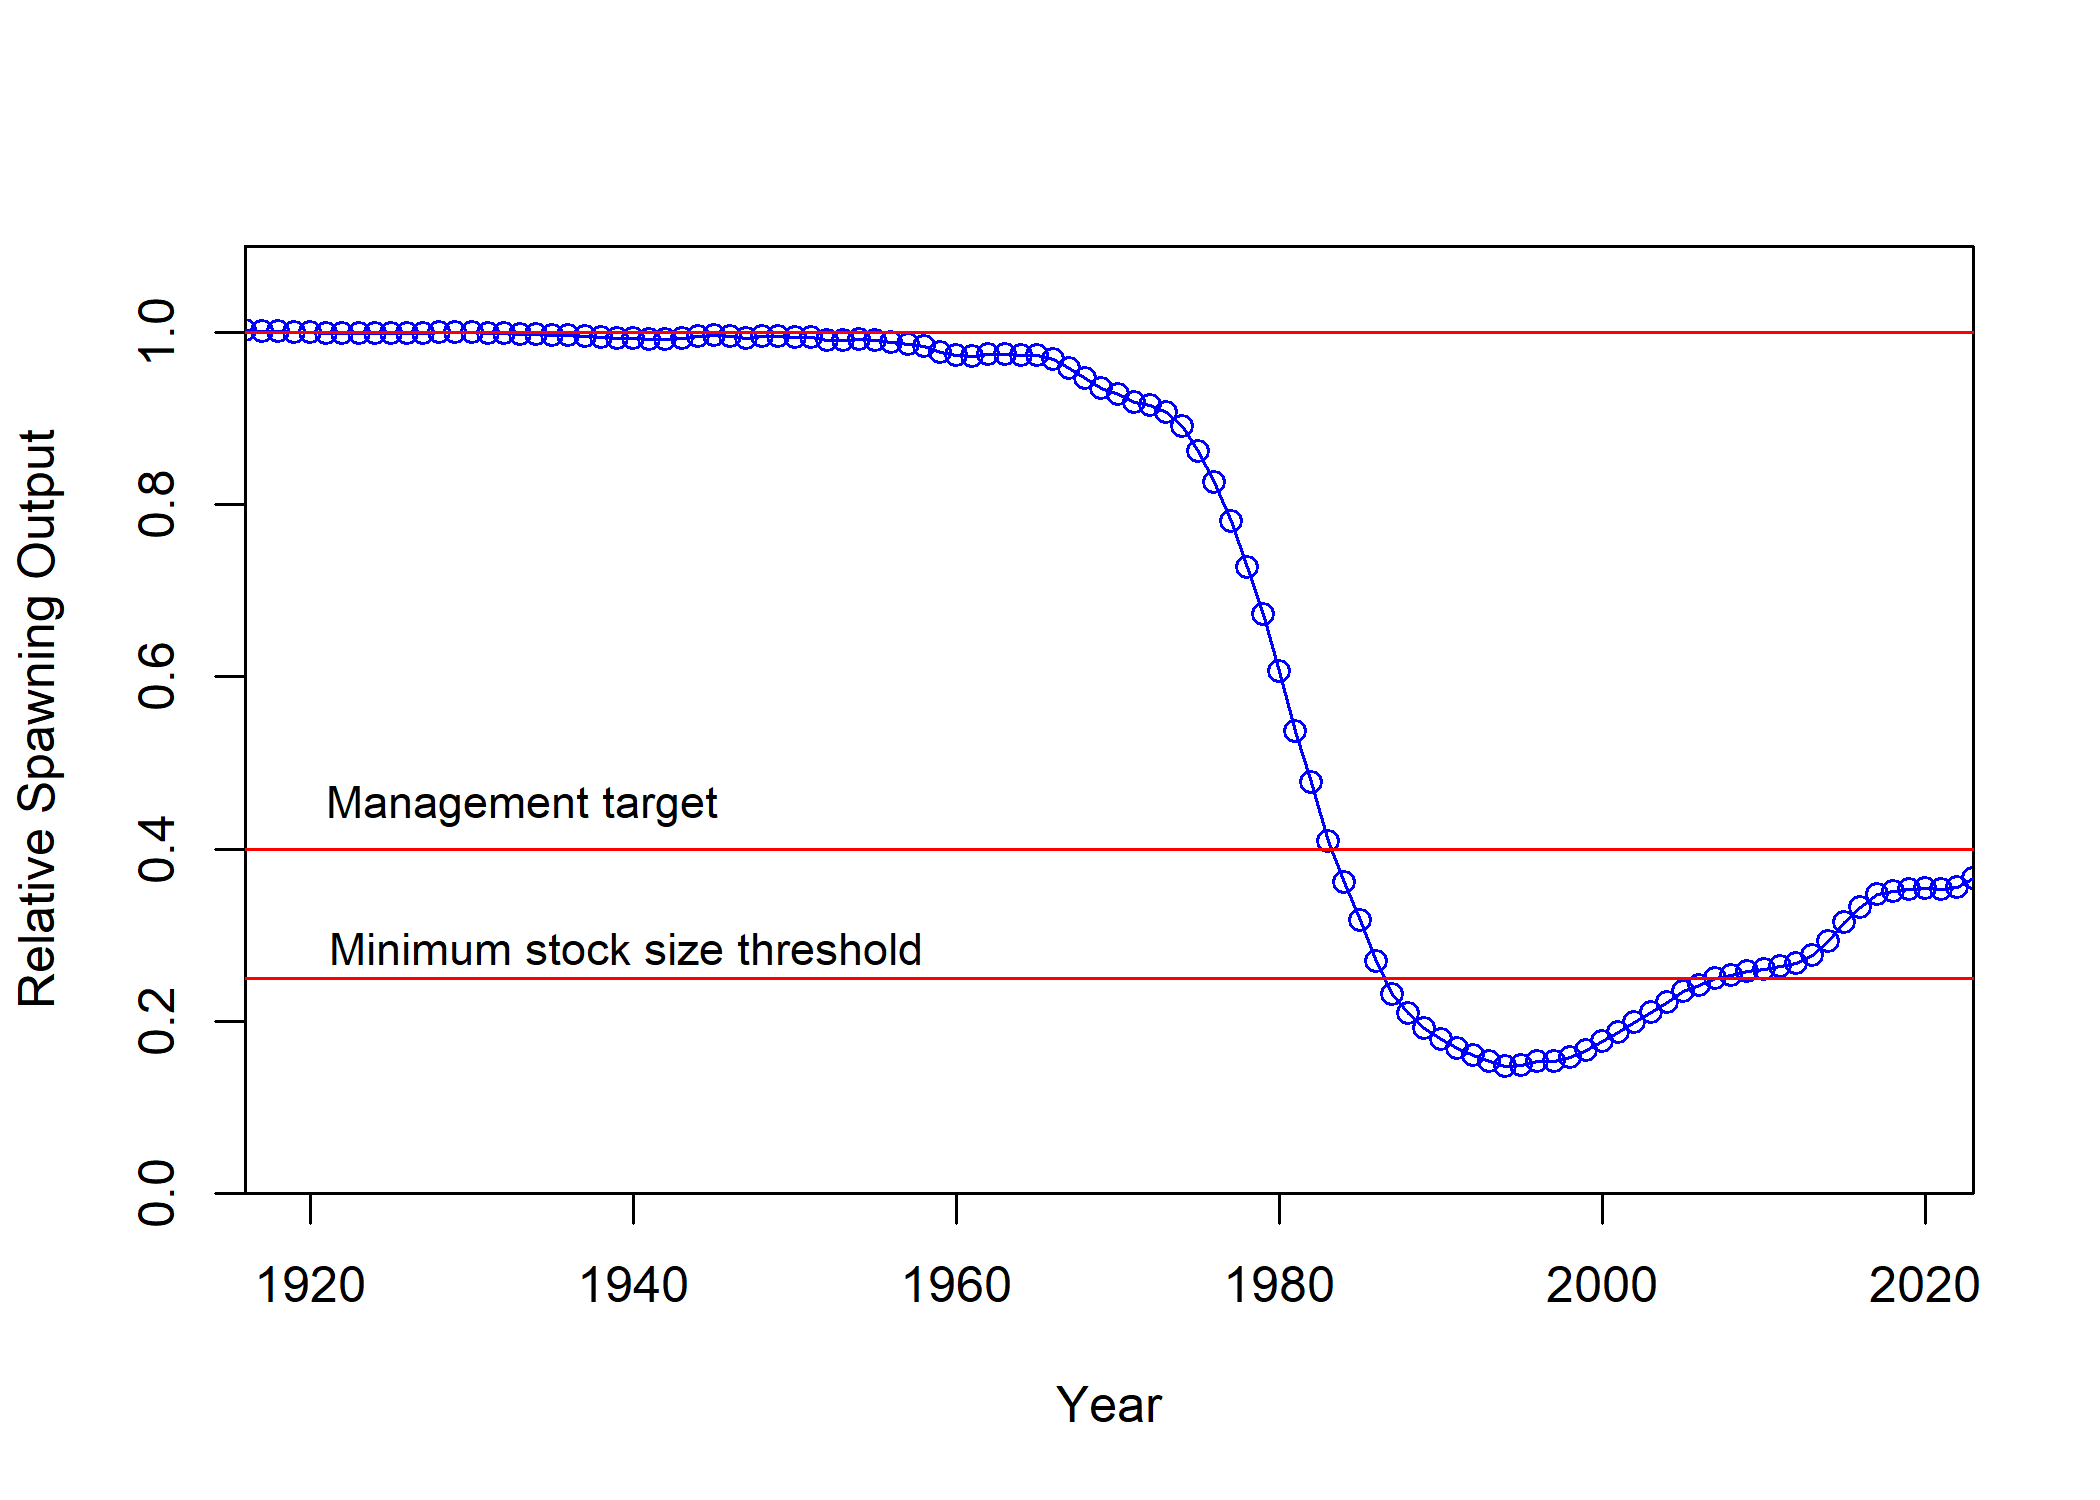 Relative Spawning Output
1.0
0.8
0.6
0.4
0.2
0.0
Management target
Minimum stock size threshold
1920 1940 1960 1980 2000 2020
Year